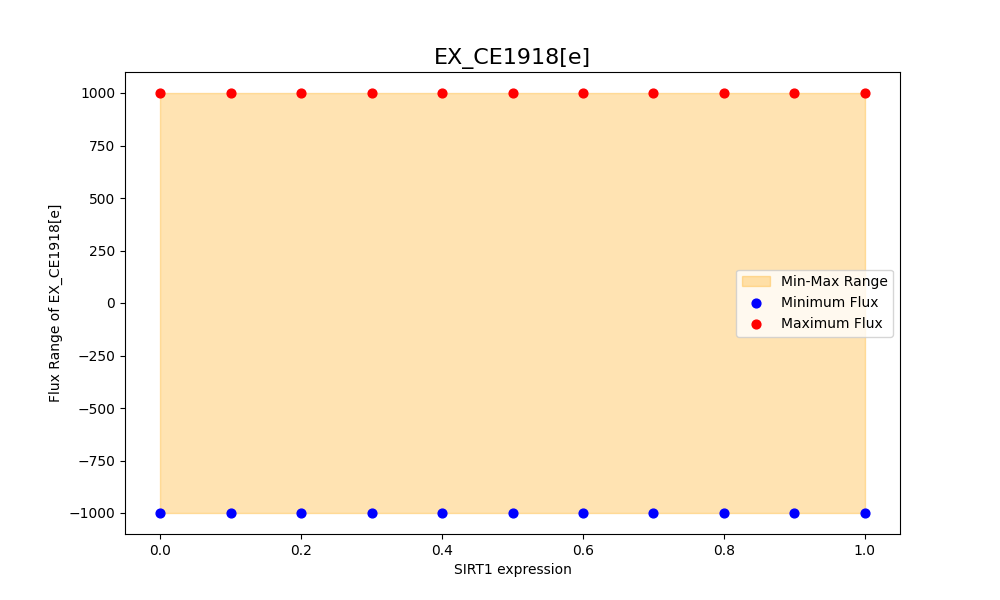 EX_CE1918[e]
Flux Range of EX_CE1918[e]
1000
750
500
250
0
−250
−500
−750
−1000
Min-Max Range
Minimum Flux
Maximum Flux
0.0 0.2 0.4 0.6 0.8 1.0
SIRT1 expression